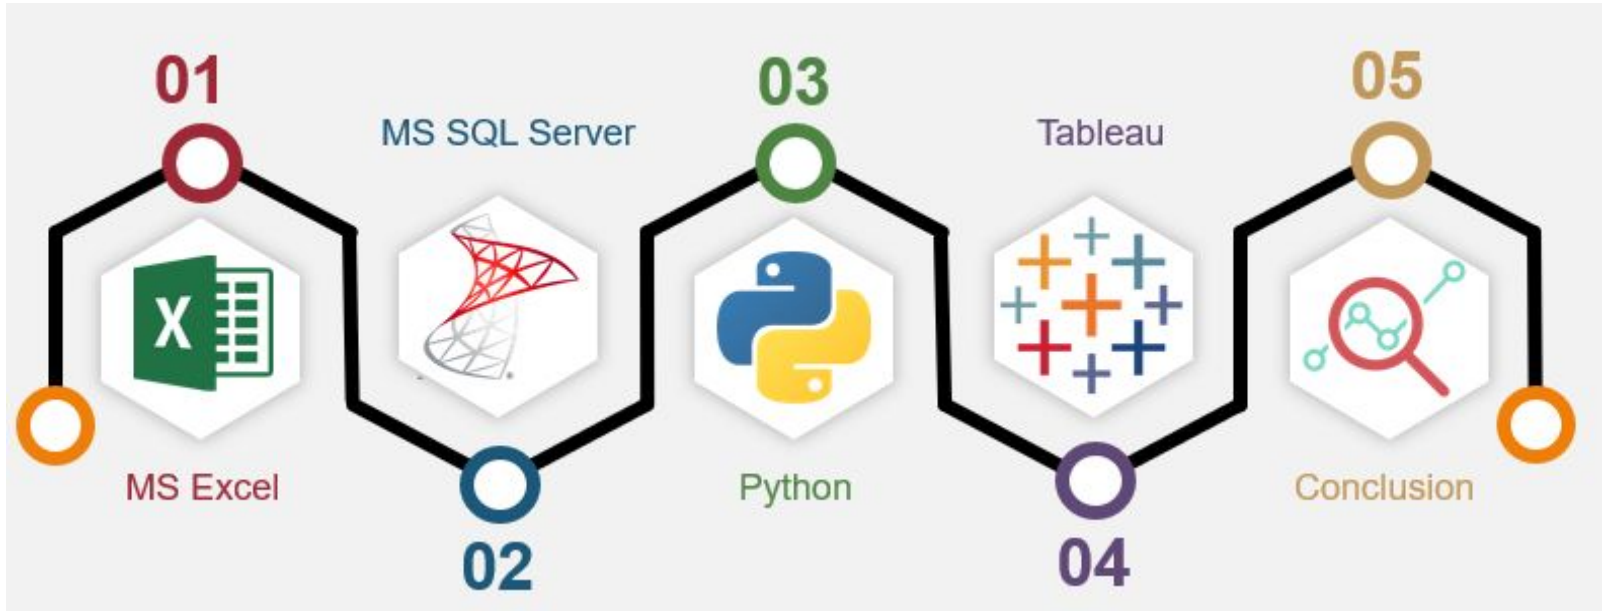 01
MS Excel
MS SQL Server
02
03
Python
Tableau
04
05
Conclusion
X